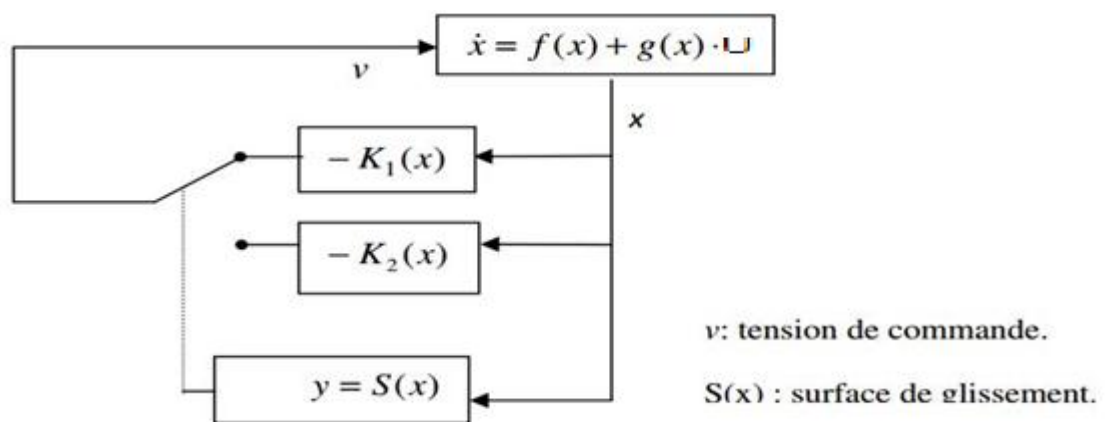 ẋ = f(x) + g(x) ·
v
x
− K₁(x)
− K₂(x)
y = S(x)
v: tension de commande.
S(x) : surface de glissement.